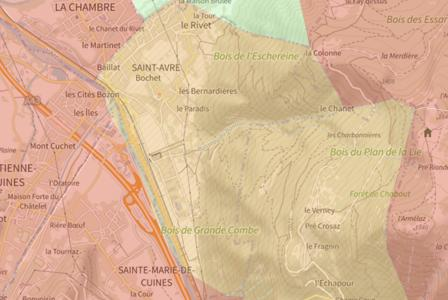 la Maison Brûlée
LA CHAMBRE
la Tour
le Rivet
le Chanet du Rivet
le Martinet
Bois des Essar
la Colonne
la Merdière
Bois de l'Eschereine
Baillat
SAINT-AVRE
Bochet
les Cités Bozon
les Bernardières
les Îles
le Paradis
le Chanet
les Charbonnières
Mont Cuchet
Bois du Plan de la Lie
TIENNE-
UINES
l'Oratoire
Forêt de Chabout
Maison Forte du
Châtelet
le Verney
Rière Bœuf
Bois de Grande Combe
Pré Crosaz
l'Armélaz
la Tournaz
le Fragnin
SAINTE-MARIE-DE-
CUINES
l'Échapour
la Cour